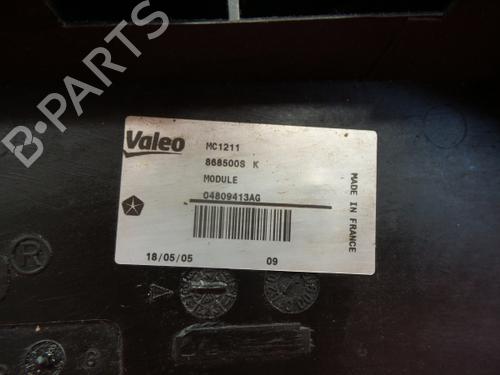 Valeo
MC1211
868500S K
MODULE
04809413AG
18/05/05
09
MADE IN FRANCE
B-PARTS